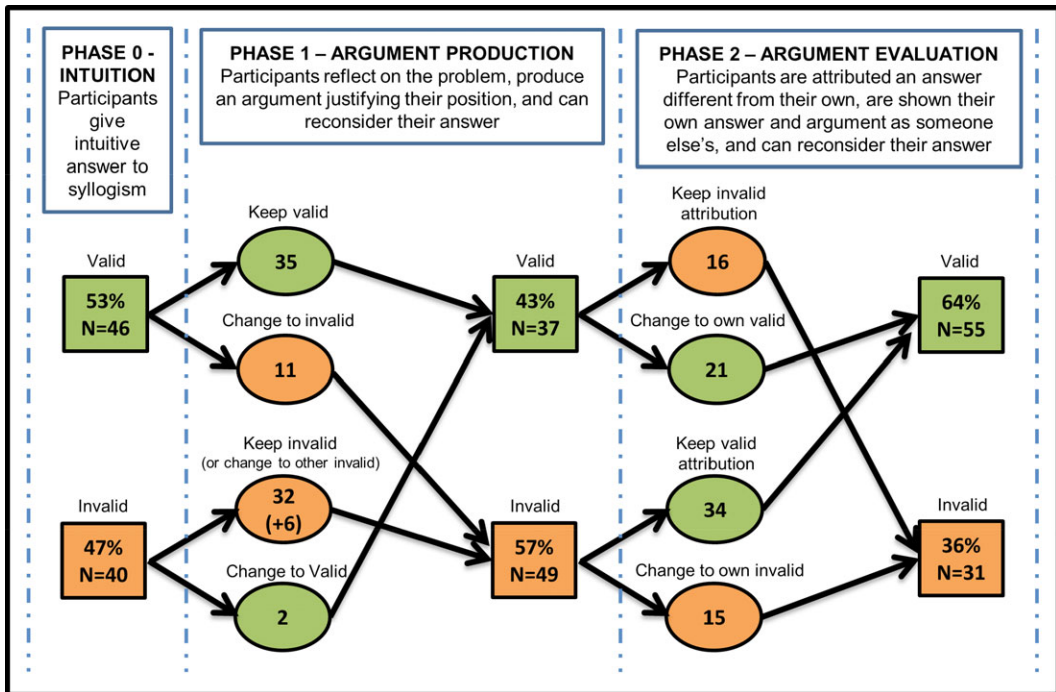 PHASE 0 -
INTUITION
Participants
give
intuitive
answer to
syllogism
PHASE 1 – ARGUMENT PRODUCTION
Participants reflect on the problem, produce
an argument justifying their position, and can
reconsider their answer
PHASE 2 – ARGUMENT EVALUATION
Participants are attributed an answer
different from their own, are shown their
own answer and argument as someone
else's, and can reconsider their answer
Valid
53%
N=46
Invalid
47%
N=40
Keep valid
35
Change to invalid
11
Keep invalid
(or change to other invalid)
32
(+6)
Change to Valid
2
Valid
43%
N=37
Invalid
57%
N=49
Keep invalid
attribution
16
Change to own valid
21
Keep valid
attribution
34
Change to own invalid
15
Valid
64%
N=55
Invalid
36%
N=31